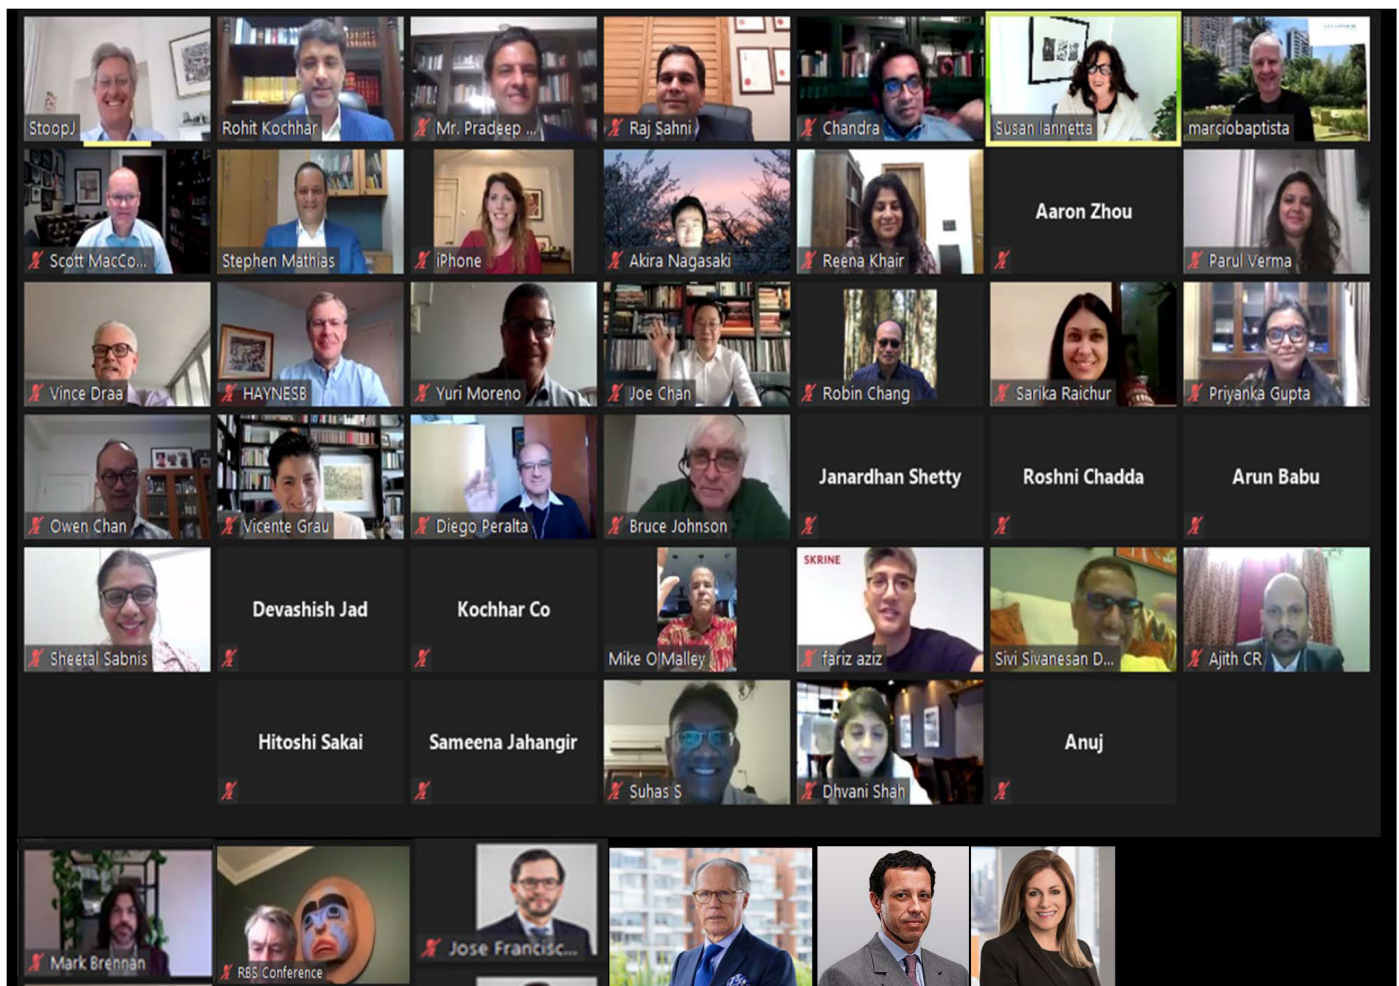 StoopJ
Rohit Kochhar
Mr. Pradeep ...
Raj Sahni
Chandra
Susan Iannetta
marciobaptista
Scott MacCo...
Stephen Mathias
iPhone
Akira Nagasaki
Reena Khair
Aaron Zhou
Parul Verma
Vince Draa
HAYNESB
Yuri Moreno
Joe Chan
Robin Chang
Sarika Raichur
Priyanka Gupta
Owen Chan
Vicente Grau
Diego Peralta
Bruce Johnson
Janardhan Shetty
Roshni Chadda
Arun Babu
Sheetal Sabnis
Devashish Jad
Kochhar Co
Mike O Malley
SKRINE
fariz aziz
Sivi Sivanesan D...
Ajith CR
Hitoshi Sakai
Sameena Jahangir
Suhas S
Dhvani Shah
Anuj
Mark Brennan
RBS Conference
Jose Francisc...